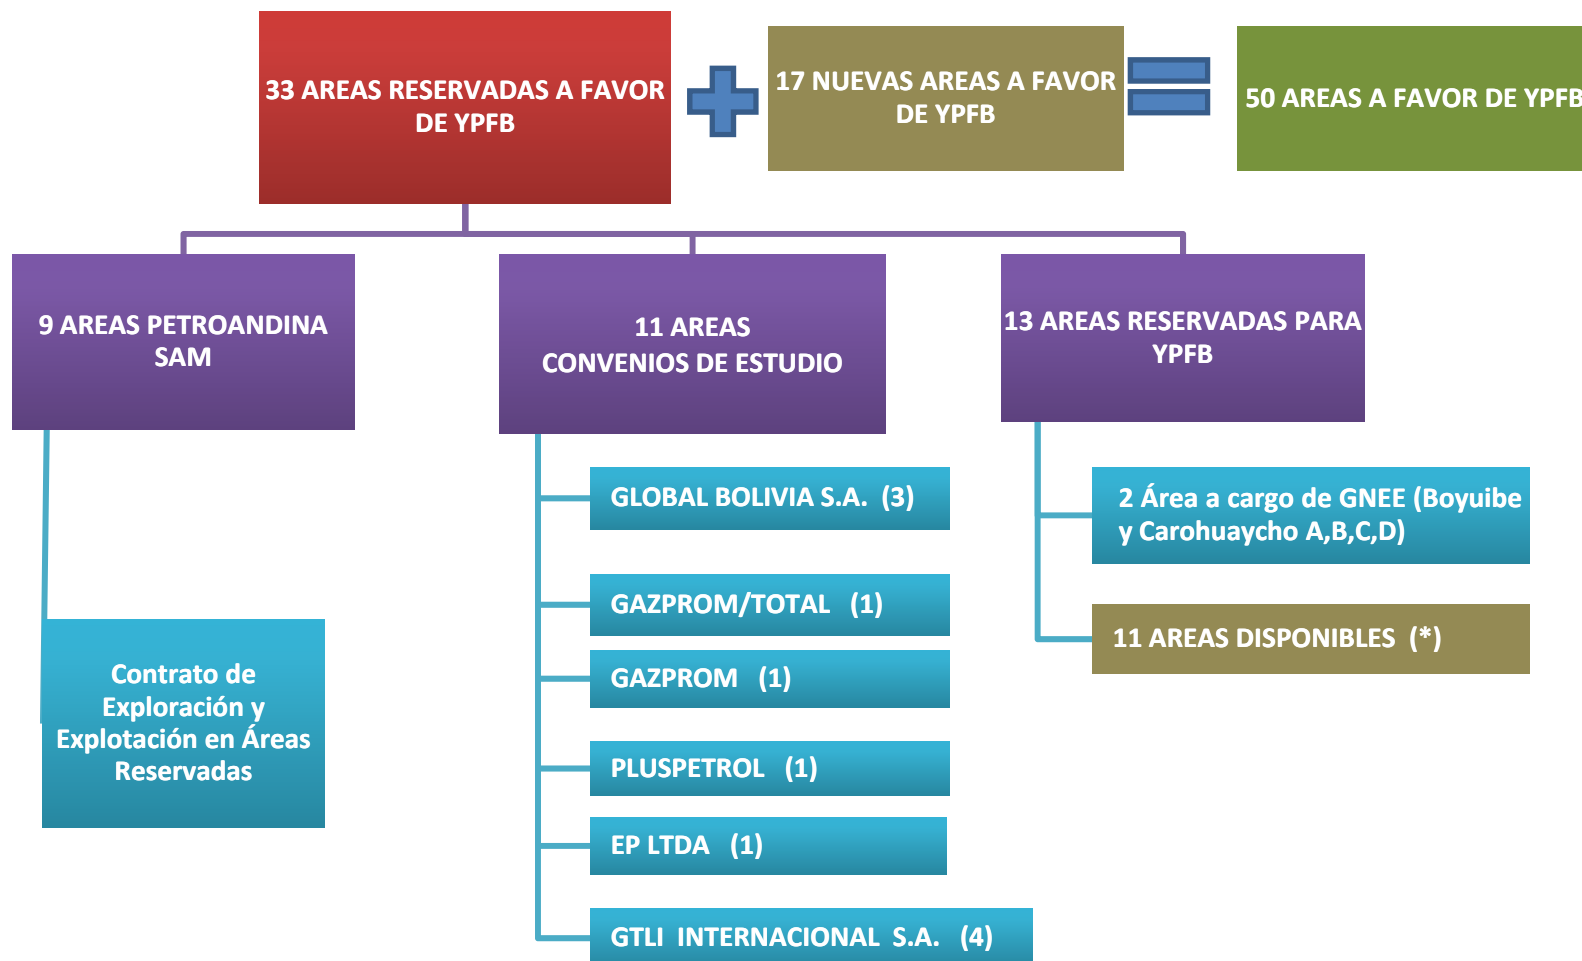 33 AREAS RESERVADAS A FAVOR
DE YPFB
17 NUEVAS AREAS A FAVOR
DE YPFB
50 AREAS A FAVOR DE YPFB
9 AREAS PETROANDINA
SAM
11 AREAS
CONVENIOS DE ESTUDIO
13 AREAS RESERVADAS PARA
YPFB
Contrato de
Exploración y
Explotación en Áreas
Reservadas
GLOBAL BOLIVIA S.A. (3)
GAZPROM/TOTAL (1)
GAZPROM (1)
PLUSPETROL (1)
EP LTDA (1)
GTLI INTERNACIONAL S.A. (4)
2 Área a cargo de GNEE (Boyuibe
y Carohuaycho A,B,C,D)
11 AREAS DISPONIBLES (*)